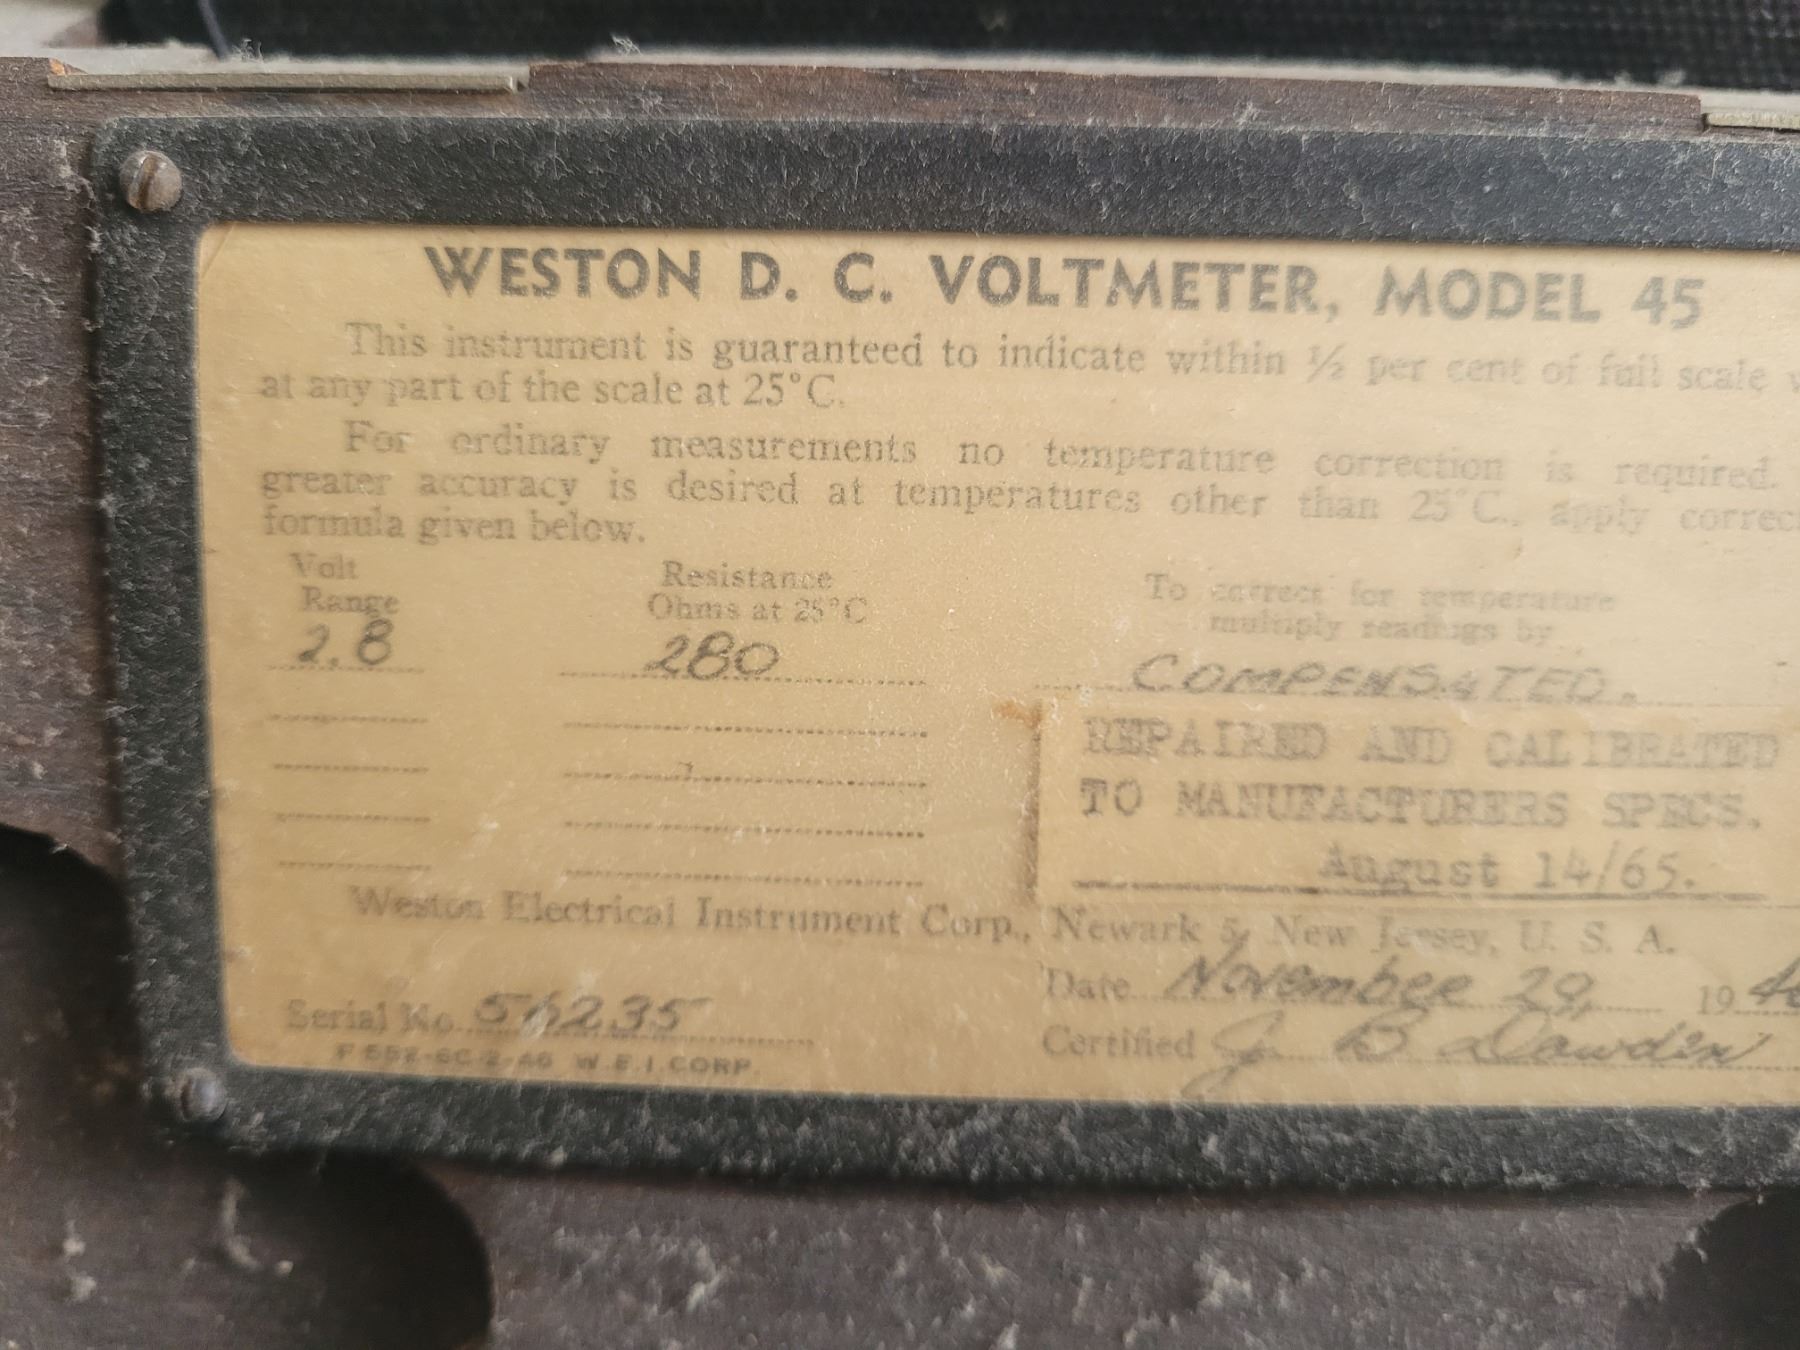 WESTON D. C. VOLTMETER, MODEL 45
This instrument is guaranteed to indicate within ½ per cent of full scale
at any part of the scale at 25°C.
For ordinary measurements no temperature correction is required.
greater accuracy is desired at temperatures other than 25°C., apply correc
formula given below.
Volt
Range
Resistance
Ohms at 25°C
To correct for temperature
multiply readings by
2.8 280 COMPENSATED.
REPAIRED AND CALIBRATED
TO MANUFACTURERS SPECS.
August 14/65.
Weston Electrical Instrument Corp., Newark 5, New Jersey, U. S. A.
Date November 29, 19
Serial No. 56235
Certified J. B. Dowden
W.E.I.CORP.